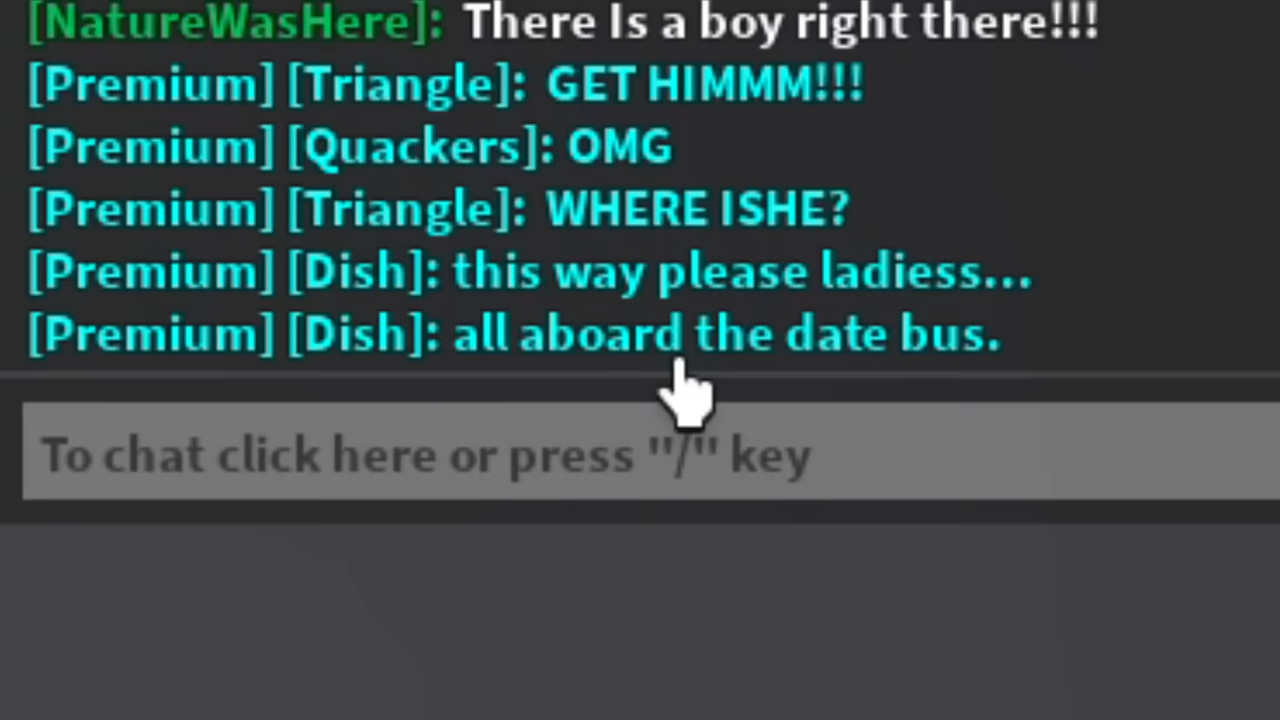 [NatureWasHere]: There Is a boy right there!!!
[Premium] [Triangle]: GET HIMMM!!!
[Premium] [Quackers]: OMG
[Premium] [Triangle]: WHERE ISHE?
[Premium] [Dish]: this way please ladiess...
[Premium] [Dish]: all aboard the date bus.
To chat click here or press "/" key